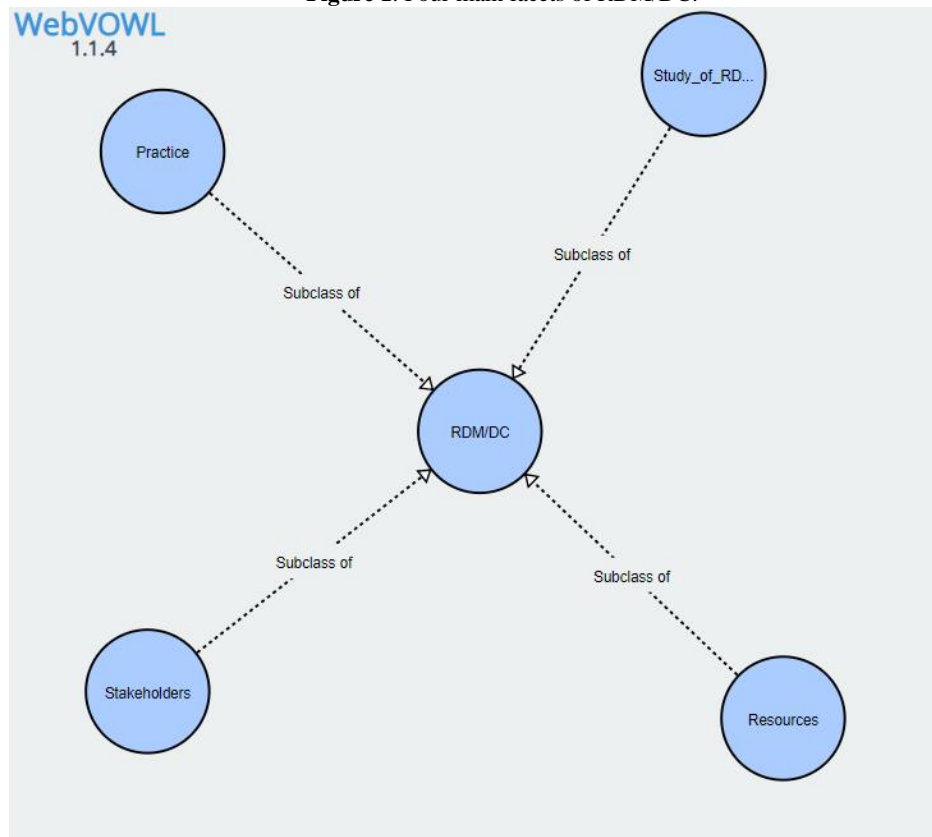 WebVOWL
1.1.4
Study_of_RD...
Practice
Subclass of
Subclass of
RDM/DC
Subclass of
Subclass of
Stakeholders
Resources